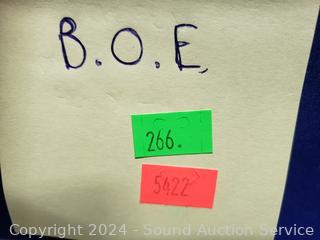 B.O.E.
266.
5422
Copyright 2024 - Sound Auction Service